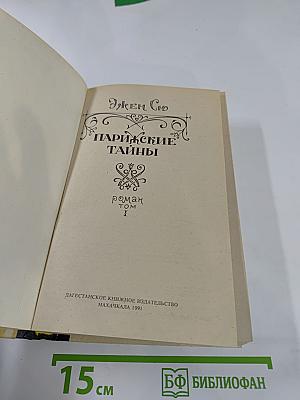 Эжен Сю
ПАРИЖСКИЕ
ТАЙНЫ
роман
том
I
ДАГЕСТАНСКОЕ КНИЖНОЕ ИЗДАТЕЛЬСТВО
МАХАЧКАЛА 1991
15 см
БФ БИБЛИОФАН